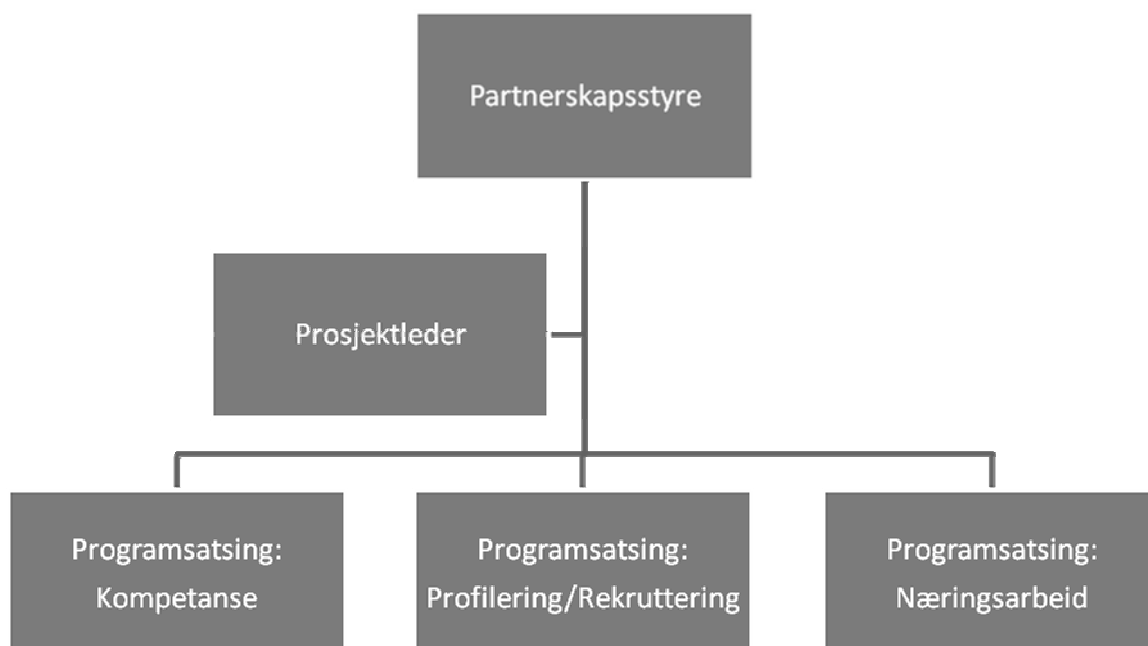 Partnerskapsstyre
Prosjektleder
Programsatsing:
Kompetanse
Programsatsing:
Profilering/Rekruttering
Programsatsing:
Næringsarbeid